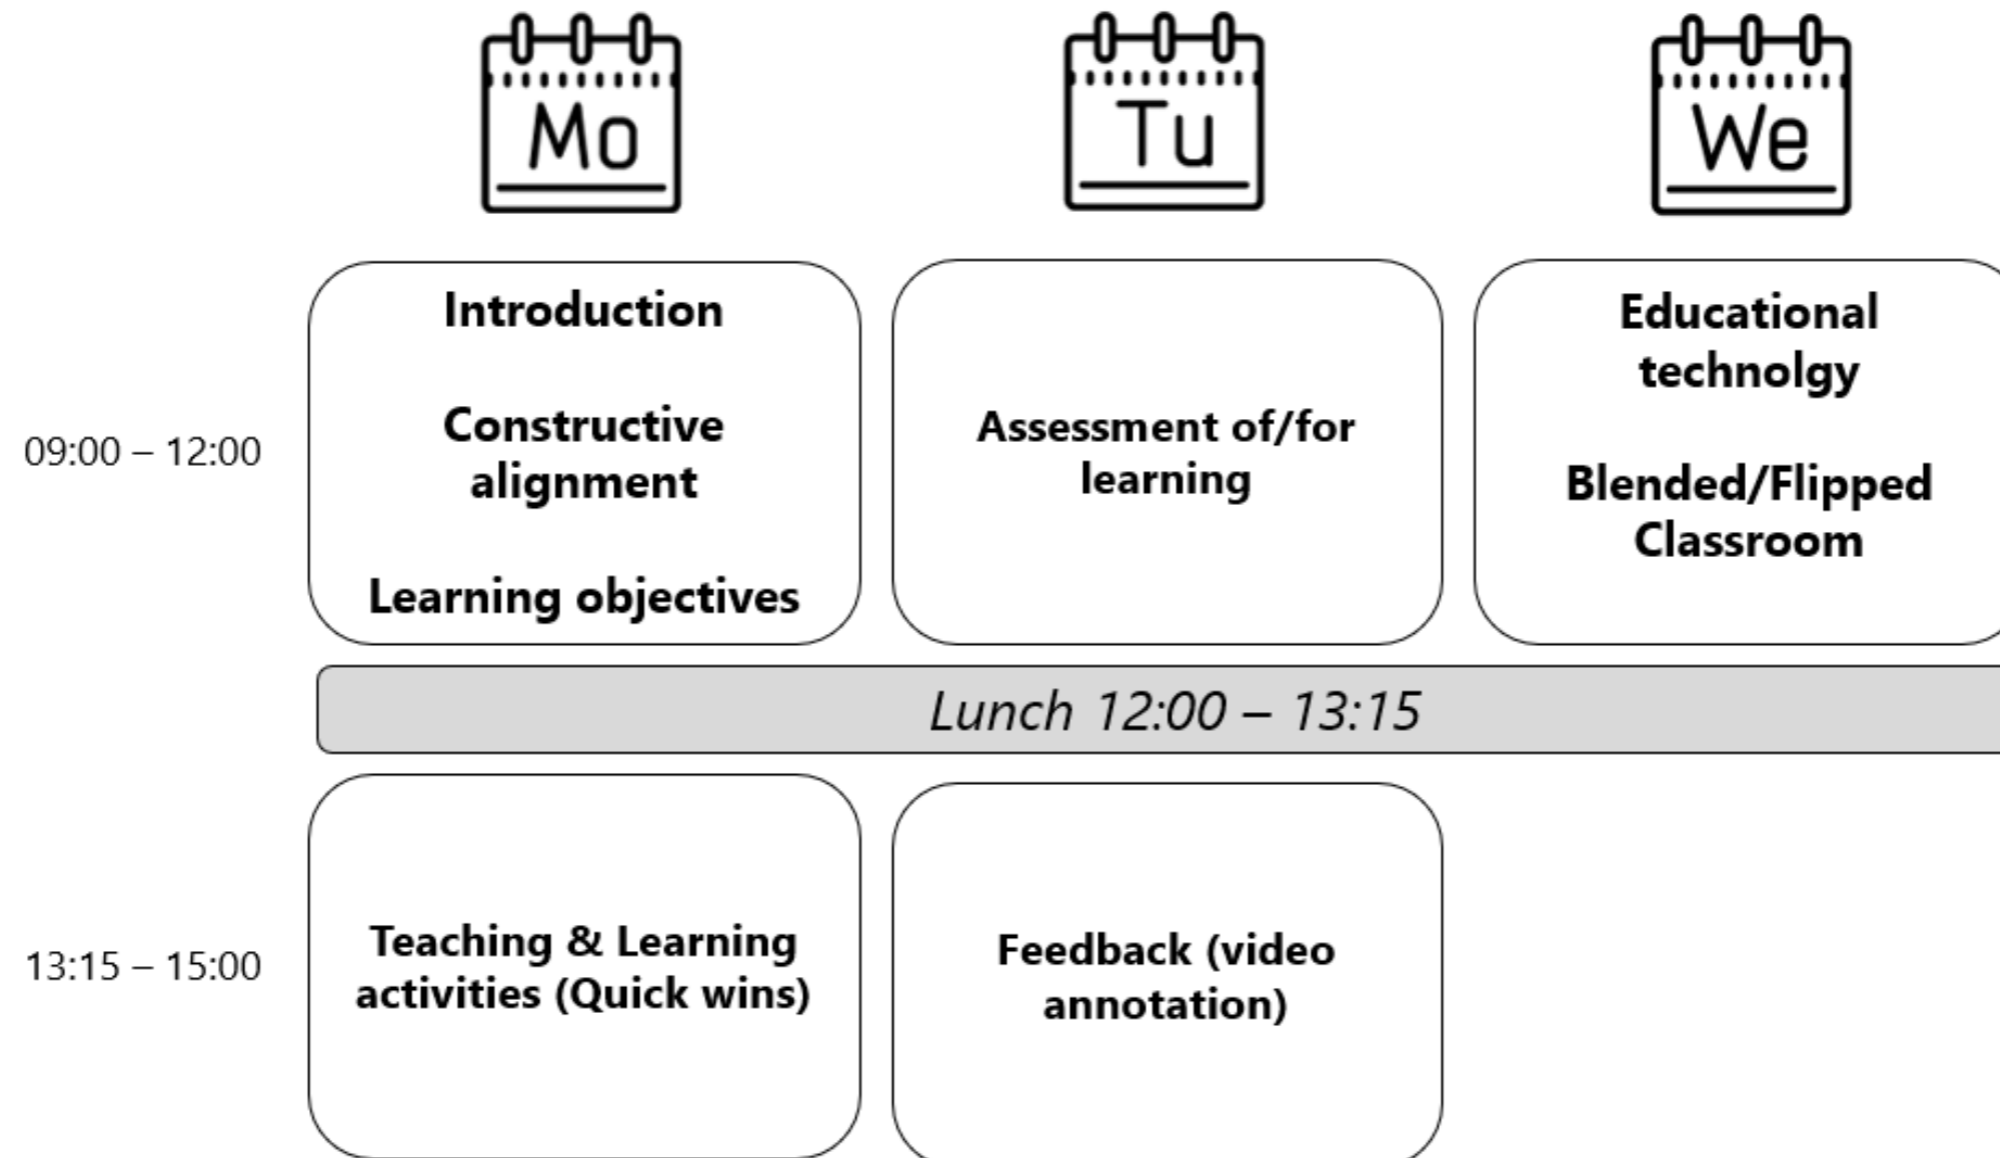 Mo
Tu
We
09:00 – 12:00
Introduction
Constructive
alignment
Learning objectives
Assessment of/for
learning
Educational
technolgy
Blended/Flipped
Classroom
Lunch 12:00 – 13:15
13:15 – 15:00
Teaching & Learning
activities (Quick wins)
Feedback (video
annotation)